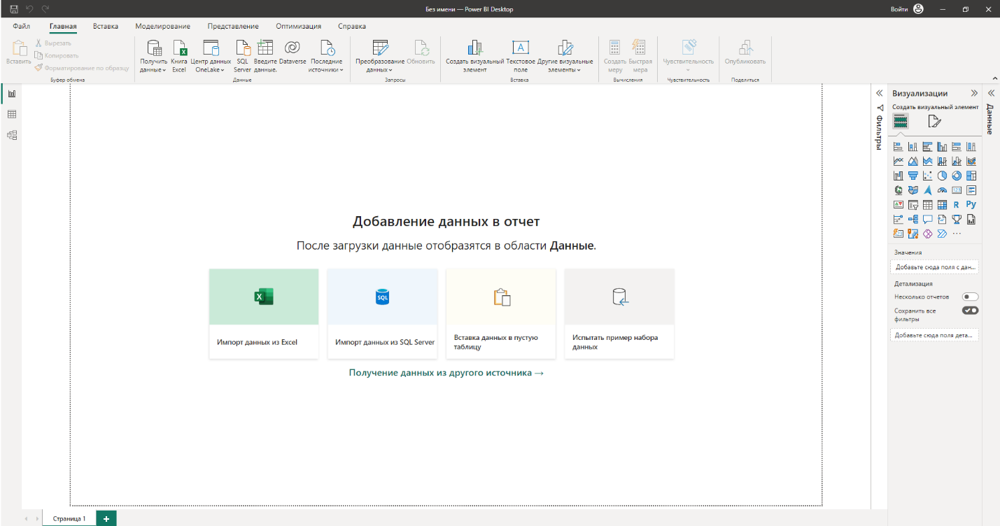 Без имени — Power BI Desktop
Войти
Файл
Главная
Вставка
Моделирование
Представление
Оптимизация
Справка
Вставить
Вырезать
Копировать
Форматирование по образцу
Буфер обмена
Получить данные
Книга Excel
Центр данных OneLake
SQL Server
Введите данные.
Dataverse
Последние источники
Данные
Преобразование данных
Обновить
Запросы
Создать визуальный элемент
Текстовое поле
Другие визуальные элементы
Вставка
Создать меру
Быстрая мера
Вычисления
Чувствительность
Чувствительность
Опубликовать
Поделиться
Добавление данных в отчет
После загрузки данные отобразятся в области Данные.
X
SQL
Импорт данных из Excel
Импорт данных из SQL Server
Вставка данных в пустую
таблицу
Испытать пример набора
данных
Получение данных из другого источника →
Фильтры
Визуализации
Создать визуальный элемент
123
R
Py
Значения
Добавьте сюда поля с дан...
Детализация
Несколько отчетов
Сохранить все
фильтры
Добавьте сюда поля дета...
Данные
Страница 1